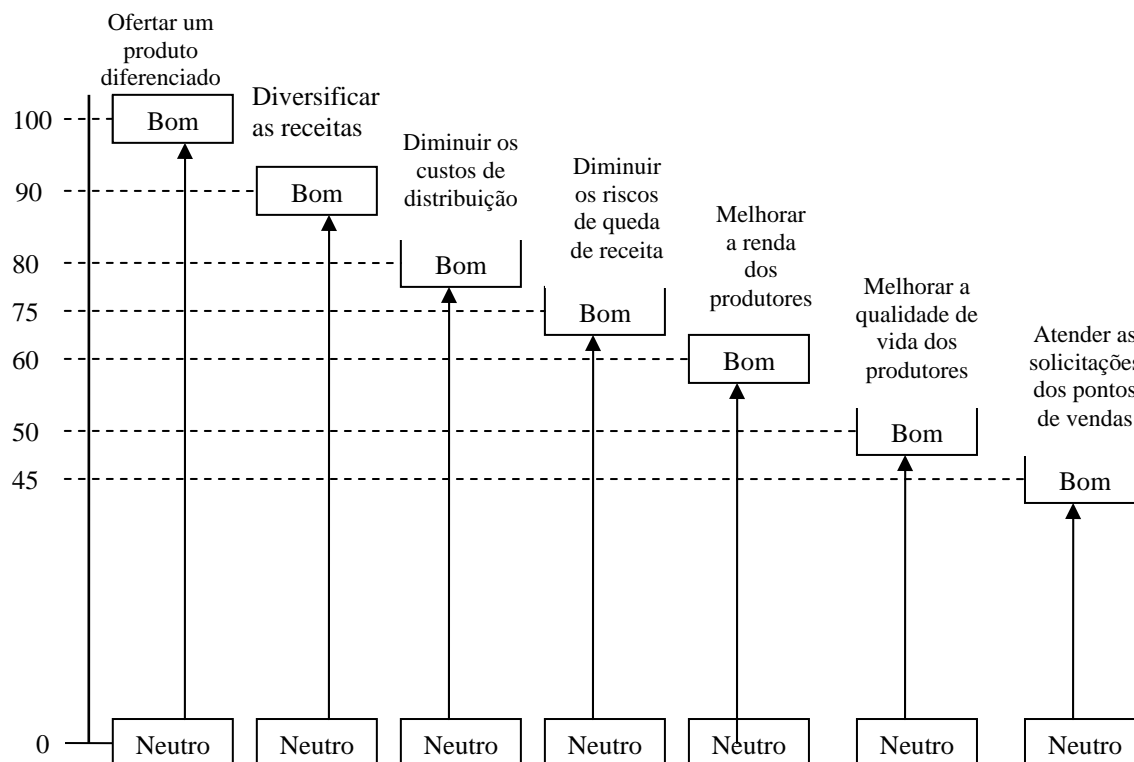 Ofertar um
produto
diferenciado
Diversificar
as receitas
Diminuir os
custos de
distribuição
Diminuir
os riscos
de queda
de receita
Melhorar
a renda
dos
produtores
Melhorar a
qualidade de
vida dos
produtores
Atender as
solicitações
dos pontos
de vendas
100
Bom
90
Bom
80
Bom
75
Bom
60
Bom
50
Bom
45
Bom
0
Neutro
Neutro
Neutro
Neutro
Neutro
Neutro
Neutro